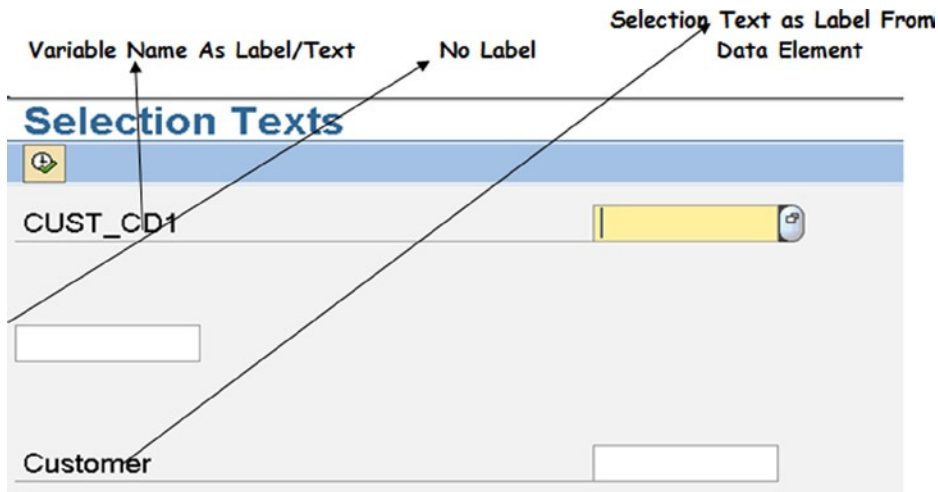 Selection Text as Label From
Variable Name As Label/Text No Label Data Element
Selection Texts
CUST_CD1
Customer